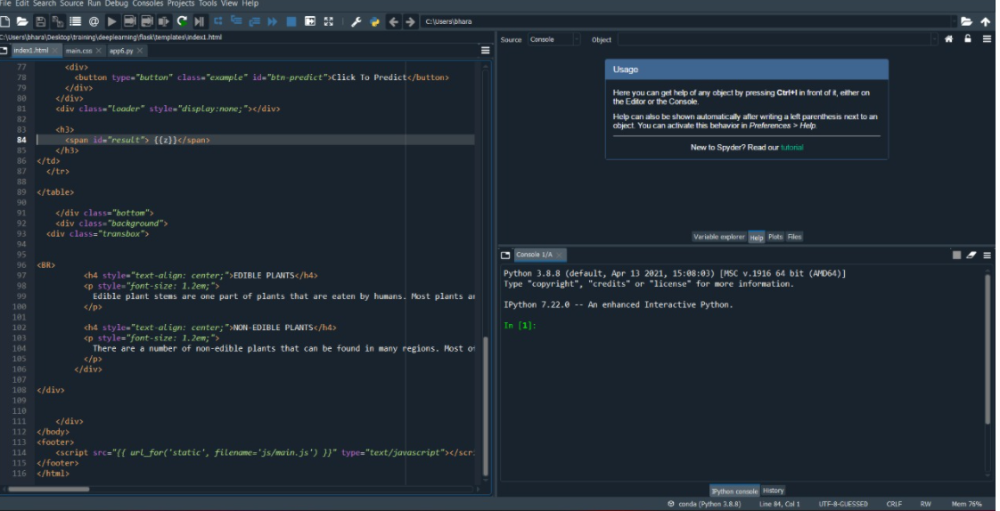 File Edit Search Source Run Debug Consoles Projects Tools View Help
C:\Users\bhara
C:\Users\bhara\Desktop\training\deeplearning\flask\templates\index1.html
index1.html main.css app6.py
77 <div>
78 <button type="button" class="example" id="btn-predict">Click To Predict</button>
79 </div>
80 </div>
81 <div class="loader" style="display:none;"></div>
82
83 <h3>
84 <span id="result"> {{z}}</span>
85 </h3>
86 </td>
87 </tr>
88
89 </table>
90
91 </div class="bottom">
92 <div class="background">
93 <div class="transbox">
94
95
96 <BR>
97 <h4 style="text-align: center;">EDIBLE PLANTS</h4>
98 <p style="font-size: 1.2em;">
99 Edible plant stems are one part of plants that are eaten by humans. Most plants ar
100 </p>
101
102 <h4 style="text-align: center;">NON-EDIBLE PLANTS</h4>
103 <p style="font-size: 1.2em;">
104 There are a number of non-edible plants that can be found in many regions. Most of
105 </p>
106 </div>
107
108 </div>
109
110
111 </div>
112 </body>
113 <footer>
114 <script src="{{ url_for('static', filename='js/main.js') }}" type="text/javascript"></scr
115 </footer>
116 </html>
Source Console Object
Usage
Here you can get help of any object by pressing Ctrl+I in front of it, either on
the Editor or the Console.
Help can also be shown automatically after writing a left parenthesis next to an
object. You can activate this behavior in Preferences > Help.
New to Spyder? Read our tutorial
Variable explorer Help Plots Files
Console 1/A
Python 3.8.8 (default, Apr 13 2021, 15:08:03) [MSC v.1916 64 bit (AMD64)]
Type "copyright", "credits" or "license" for more information.
IPython 7.22.0 -- An enhanced Interactive Python.
In [1]:
IPython console History
conda (Python 3.8.8) Line 84, Col 1 UTF-8-GUESSED CRLF RW Mem 76%